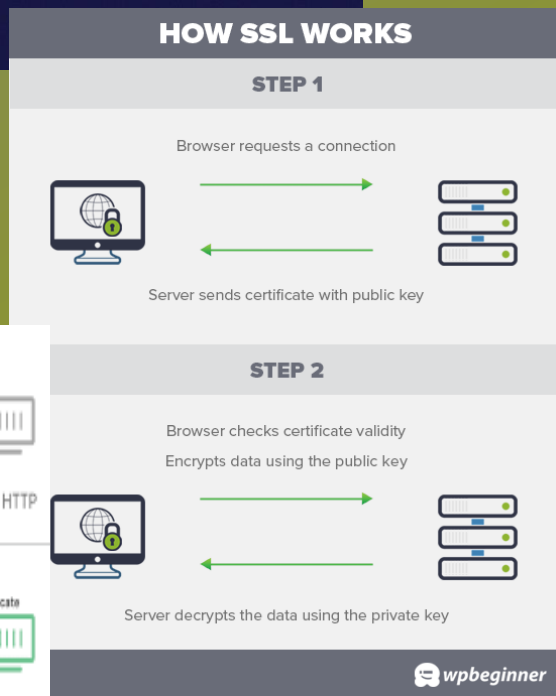 HOW SSL WORKS
STEP 1
Browser requests a connection
Server sends certificate with public key
STEP 2
Browser checks certificate validity
Encrypts data using the public key
HTTP
Server decrypts the data using the private key
wpbeginner